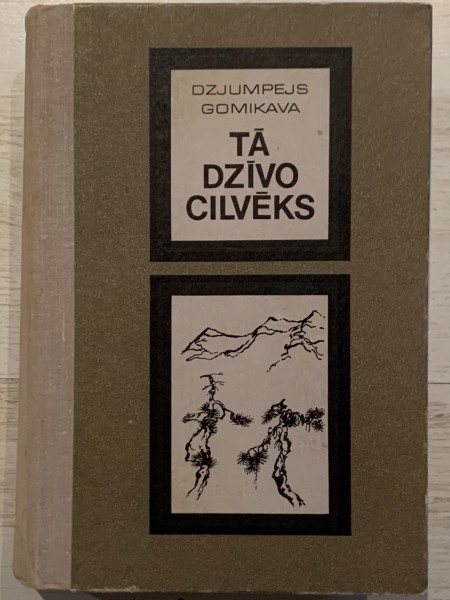 DZJUMPEJS
GOMIKAVA
TĀ
DZĪVO
CILVĒKS